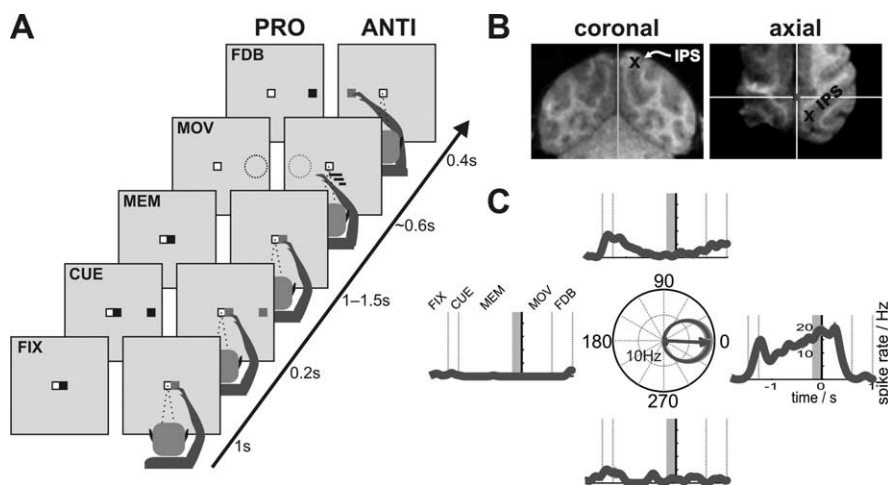 A
PRO ANTI
FDB
MOV
MEM
CUE
FIX
0.4s
~0.6s
1–1.5s
0.2s
1s
B
coronal axial
IPS
x
x IPS
C
FIX CUE MEM MOV FDB
90
180 0
270
10Hz
20
10
-1 0 1
time / s
spike rate / Hz